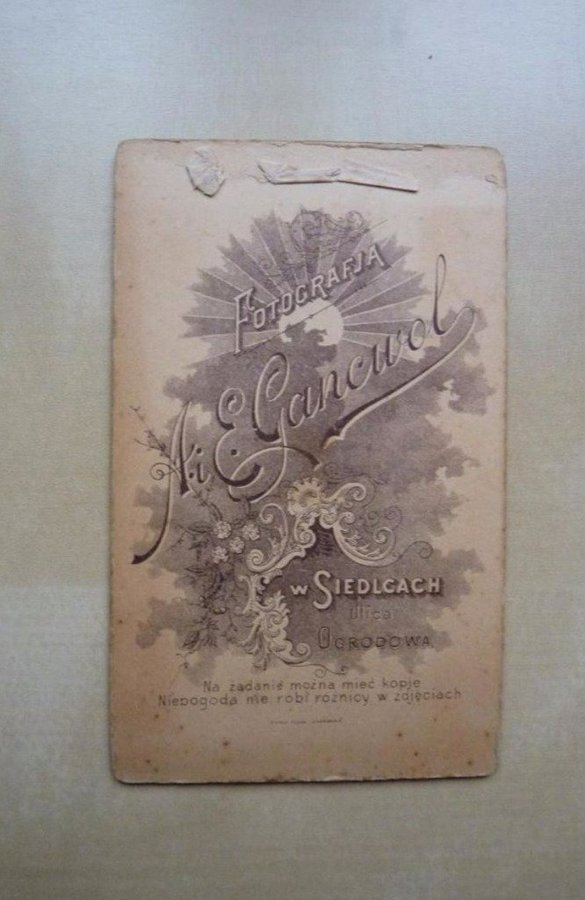 FOTOGRAFJA
A. i E. Gancwol
w SIEDLCACH
Ulica
OGRODOWA
Na żądanie można mieć kopje
Niepogoda nie robi różnicy w zdjęciach